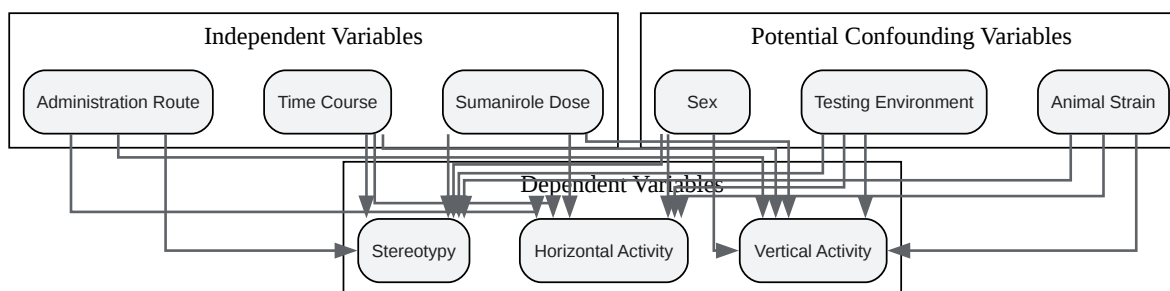 Independent Variables
Potential Confounding Variables
Administration Route
Time Course
Sumanirole Dose
Sex
Testing Environment
Animal Strain
Dependent Variables
Stereotypy
Horizontal Activity
Vertical Activity